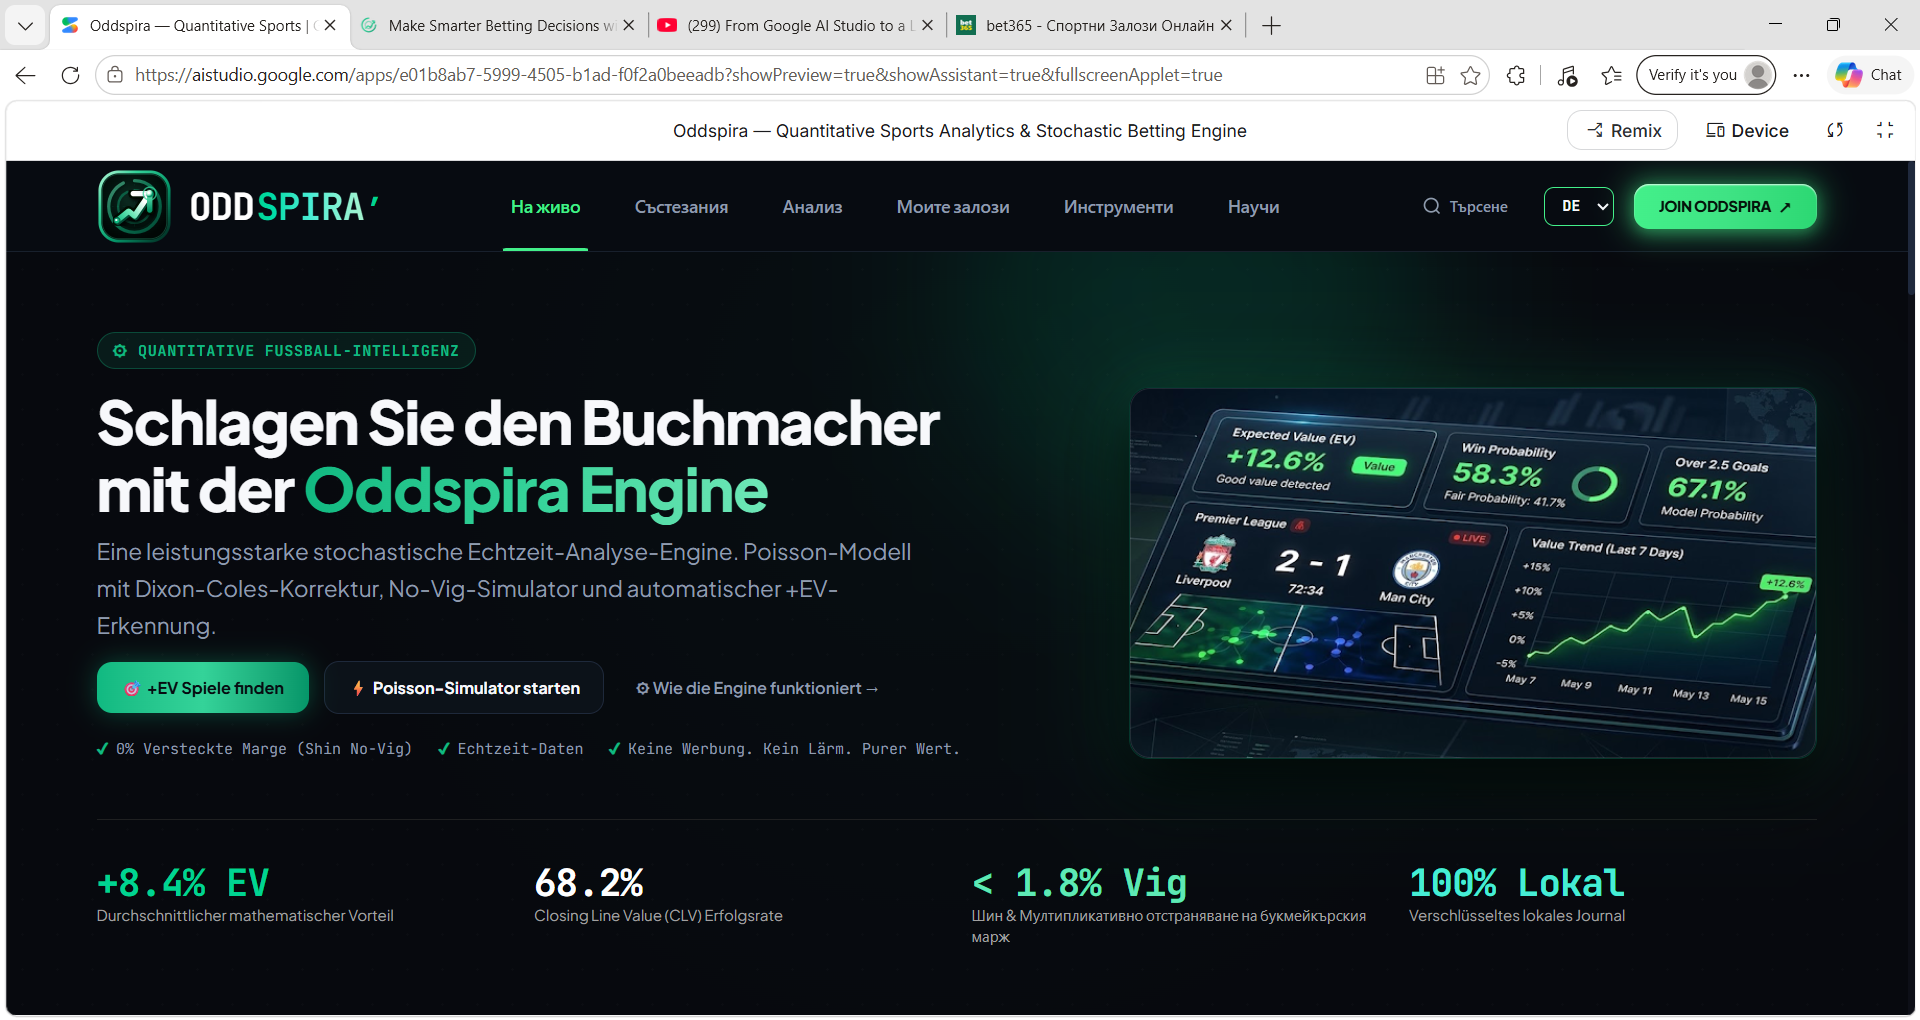 Oddspira — Quantitative Sports |
Make Smarter Betting Decisions wi
(299) From Google AI Studio to a L
bet365 - Спортни Залози Онлайн
https://aistudio.google.com/apps/e01b8ab7-5999-4505-b1ad-f0f2a0beeadb?showPreview=true&showAssistant=true&fullscreenApplet=true
Verify it's you
Chat
Oddspira — Quantitative Sports Analytics & Stochastic Betting Engine
Remix
Device
ODDSPIRA’
На живо
Състезания
Анализ
Моите залози
Инструменти
Научи
Търсене
DE
JOIN ODDSPIRA ↗
QUANTITATIVE FUSSBALL-INTELLIGENZ
Schlagen Sie den Buchmacher
mit der Oddspira Engine
Eine leistungsstarke stochastische Echtzeit-Analyse-Engine. Poisson-Modell
mit Dixon-Coles-Korrektur, No-Vig-Simulator und automatischer +EV-
Erkennung.
+EV Spiele finden
Poisson-Simulator starten
Wie die Engine funktioniert →
✔ 0% Versteckte Marge (Shin No-Vig)
✔ Echtzeit-Daten
✔ Keine Werbung. Kein Lärm. Purer Wert.
Expected Value (EV)
+12.6%
Value
Good value detected
Win Probability
58.3%
Fair Probability: 41.7%
Over 2.5 Goals
67.1%
Model Probability
Premier League
LIVE
Liverpool
2 - 1
72:34
Man City
Value Trend (Last 7 Days)
+15%
+10%
+5%
0%
-5%
+12.6%
May 7
May 9
May 11
May 13
May 15
+8.4% EV
Durchschnittlicher mathematischer Vorteil
68.2%
Closing Line Value (CLV) Erfolgsrate
< 1.8% Vig
Шин & Мултипликативно отстраняване на букмейкърския
марж
100% Lokal
Verschlüsseltes lokales Journal